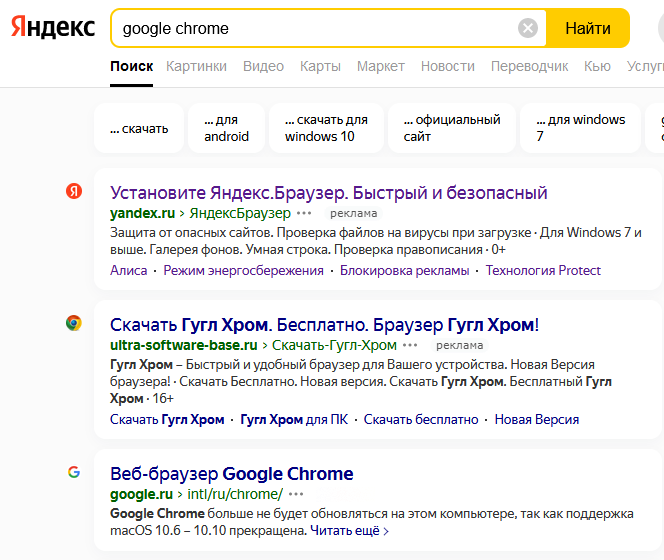 Яндекс
google chrome
Найти
Поиск Картинки Видео Карты Маркет Новости Переводчик Кью
... скачать
... для
android
... скачать для
windows 10
... официальный
сайт
... для windows
7
Установите Яндекс.Браузер. Быстрый и безопасный
yandex.ru › ЯндексБраузер ••• реклама
Защита от опасных сайтов. Проверка файлов на вирусы при загрузке · Для Windows 7 и
выше. Галерея фонов. Умная строка. Проверка правописания · 0+
Алиса · Режим энергосбережения · Блокировка рекламы · Технология Protect
Скачать Гугл Хром. Бесплатно. Браузер Гугл Хром!
ultra-software-base.ru › Скачать-Гугл-Хром ••• реклама
Гугл Хром – Быстрый и удобный браузер для Вашего устройства. Новая Версия
браузера! · Скачать Бесплатно. Новая версия. Скачать Гугл Хром. Бесплатный Гугл
Хром · 16+
Скачать Гугл Хром · Гугл Хром для ПК · Скачать бесплатно · Новая Версия
Веб-браузер Google Chrome
google.ru › intl/ru/chrome/ •••
Google Chrome больше не будет обновляться на этом компьютере, так как поддержка
macOS 10.6 – 10.10 прекращена. Читать ещё ›